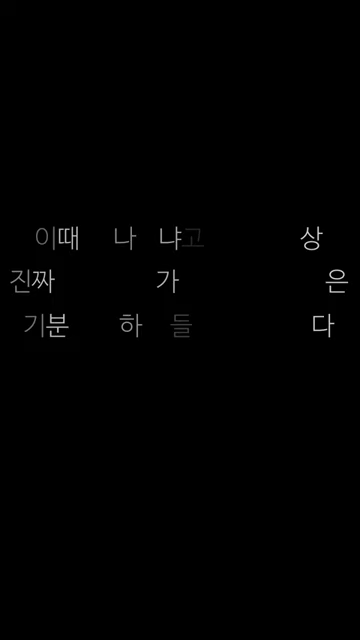 이때 나 냐고 상
진짜 가 은
기분 하 들 다